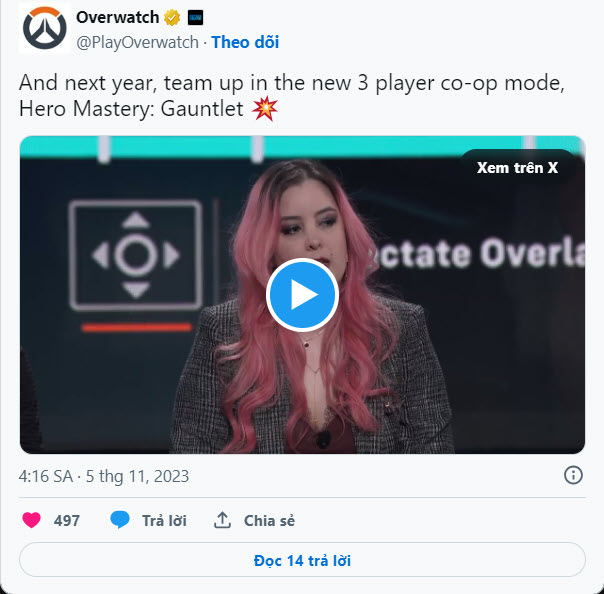 Overwatch
@PlayOverwatch · Theo dõi
And next year, team up in the new 3 player co-op mode,
Hero Mastery: Gauntlet 💥
Xem trên X
ctate Overla
4:16 SA · 5 thg 11, 2023
497 Trả lời Chia sẻ
Đọc 14 trả lời